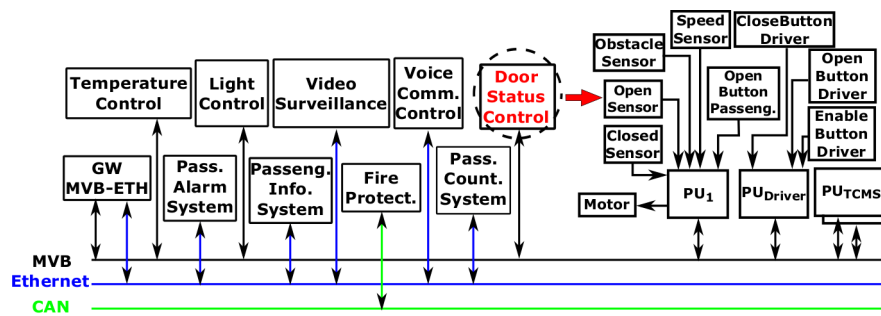 Temperature
Control
Light
Control
Video
Surveillance
Voice
Comm.
Control
Door
Status
Control
GW
MVB-ETH
Pass.
Alarm
System
Passeng.
Info.
System
Fire
Protect.
Pass.
Count.
System
Obstacle
Sensor
Speed
Sensor
CloseButton
Driver
Open
Sensor
Open
Button
Passeng.
Open
Button
Driver
Closed
Sensor
Enable
Button
Driver
Motor
PU1
PUDriver
PUTCMS
MVB
Ethernet
CAN